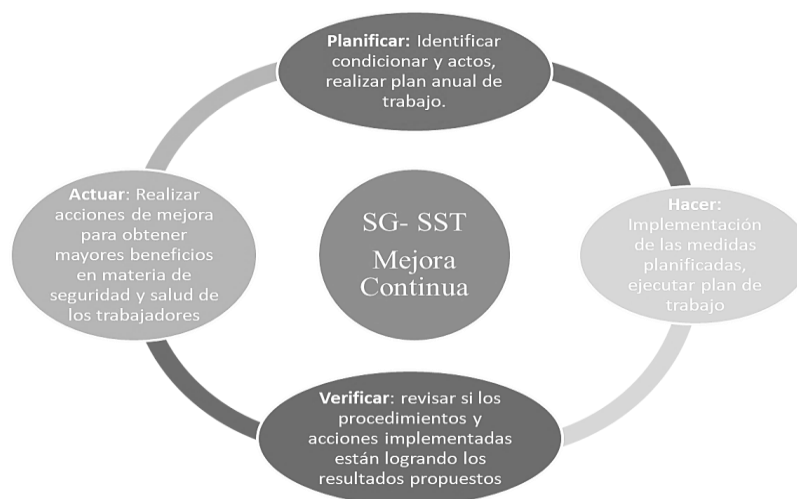 Planificar: Identificar
condicionar y actos,
realizar plan anual de
trabajo.
Actuar: Realizar
acciones de mejora
para obtener
mayores beneficios
en materia de
seguridad y salud de
los trabajadores
SG- SST
Mejora
Continua
Hacer:
Implementación
de las medidas
planificadas,
ejecutar plan de
trabajo
Verificar: revisar si los
procedimientos y
acciones implementadas
están logrando los
resultados propuestos